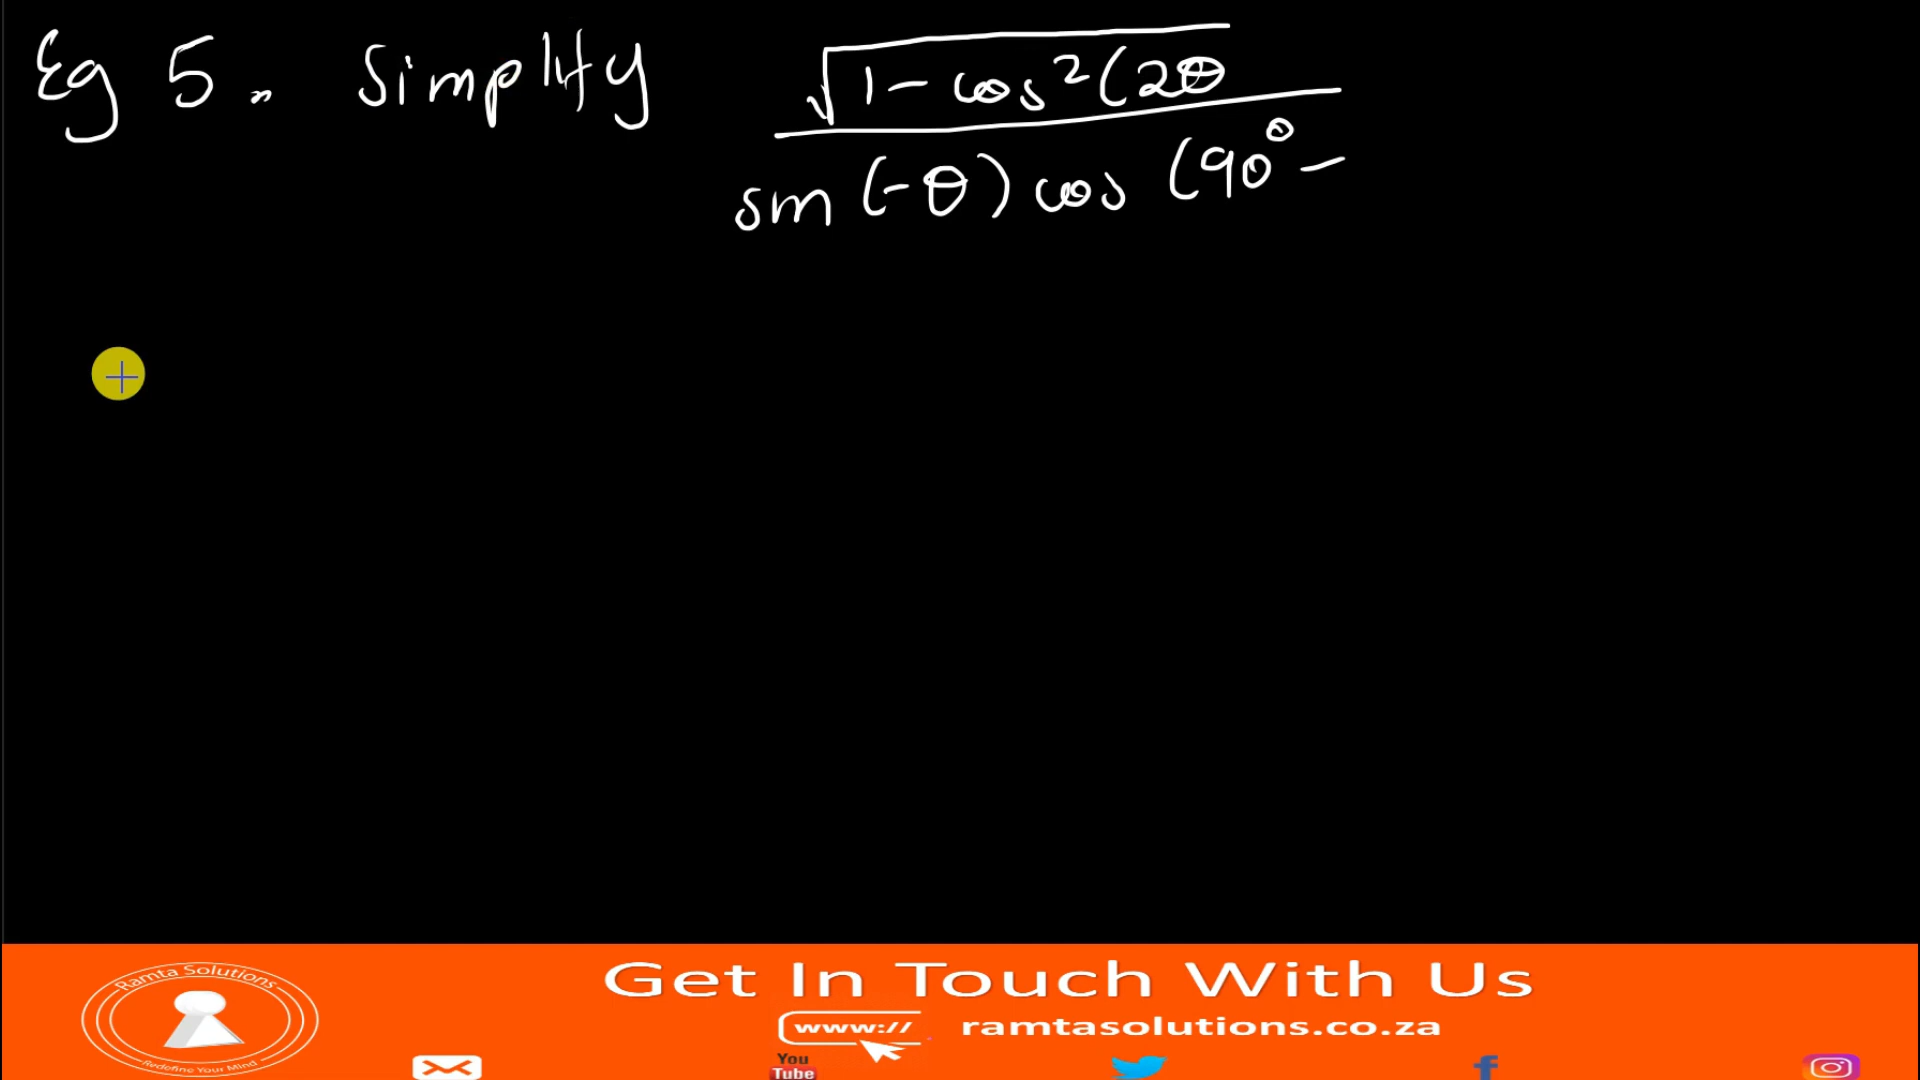 Eg 5. Simplify √1-cos²(2θ
sin(-θ)cos(90°-
Get In Touch With Us
www:// ramtasolutions.co.za
Ramta Solutions
Redefine Your Mind
You
Tube